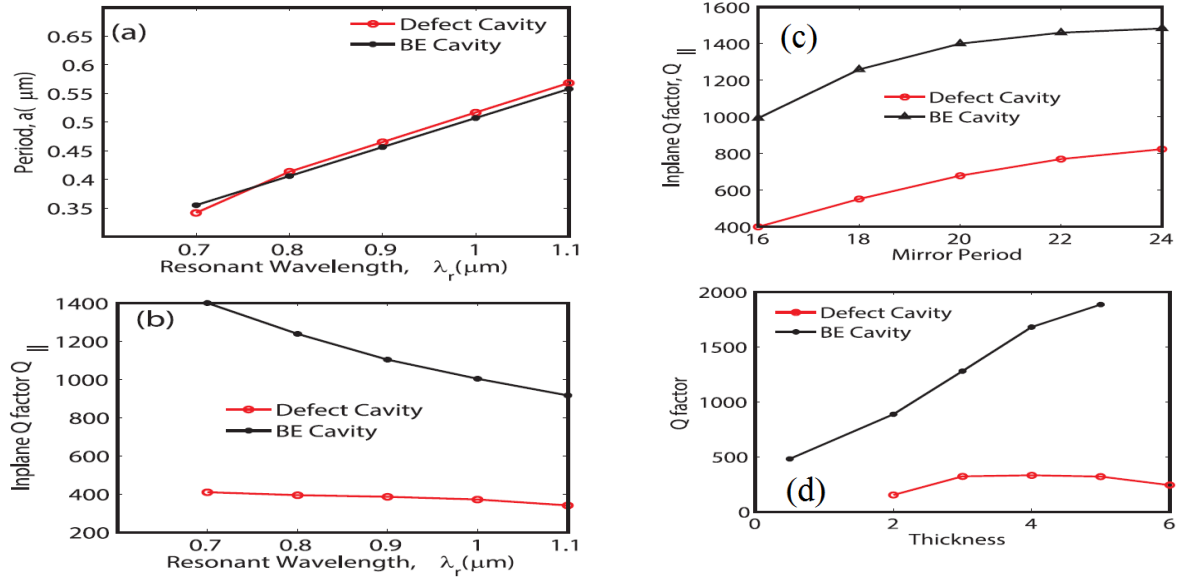 (a)
Defect Cavity
BE Cavity
0.65
0.6
0.55
0.5
0.45
0.4
0.35
Period, a( μm)
0.7 0.8 0.9 1 1.1
Resonant Wavelength, λ_r(μm)
(b)
1400
1200
1000
800
600
400
200
Inplane Q factor Q ||
Defect Cavity
BE Cavity
0.7 0.8 0.9 1 1.1
Resonant Wavelength, λ_r(μm)
(c)
1600
1400
1200
1000
800
600
400
Inplane Q factor, Q ||
Defect Cavity
BE Cavity
16 18 20 22 24
Mirror Period
2000
1500
1000
500
0
Q factor
Defect Cavity
BE Cavity
(d)
0 2 4 6
Thickness